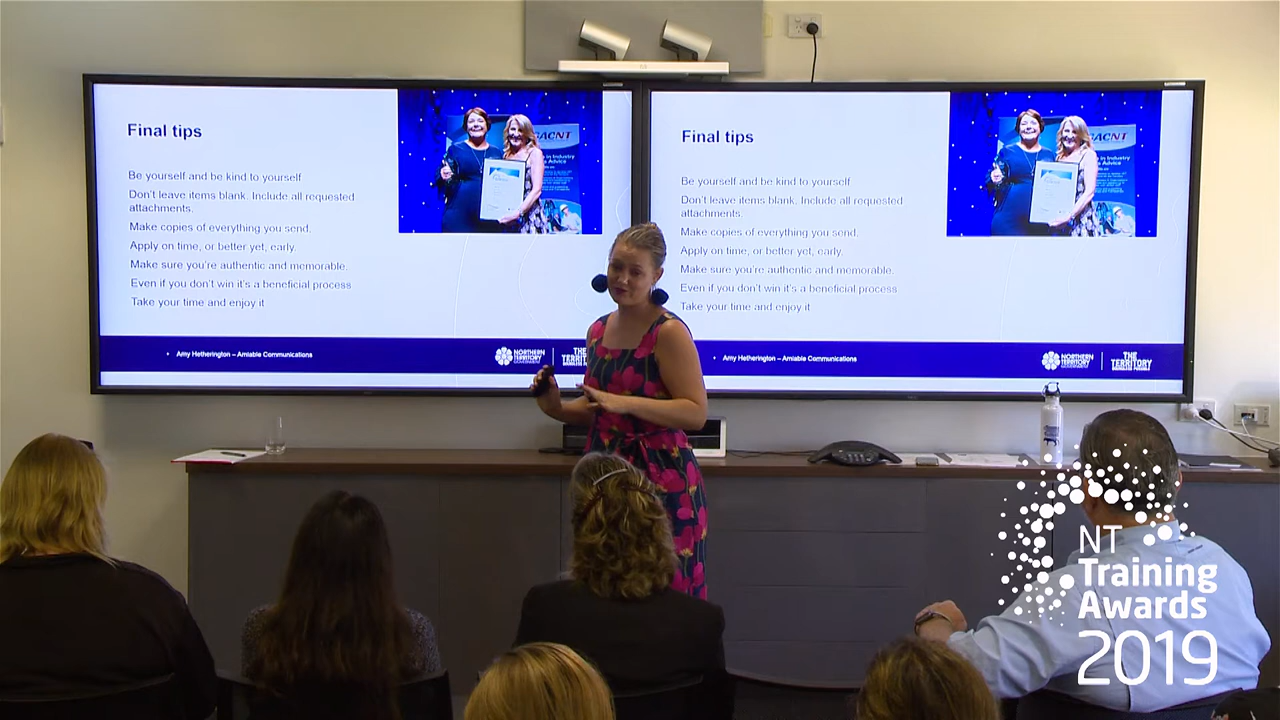 Final tips
Be yourself and be kind to yourself
Don't leave items blank. Include all requested
attachments.
Make copies of everything you send.
Apply on time, or better yet, early.
Make sure you're authentic and memorable.
Even if you don't win it's a beneficial process
Take your time and enjoy it
Amy Hetherington – Amiable Communications
NORTHERN
TERRITORY
GOVERNMENT
THE
Final tips
Be yourself and be kind to
Don't leave items blank. Include all requested
attachments.
Make copies of everything you send.
Apply on time, or better yet, early.
Make sure you're authentic and memorable.
Even if you don't win it's a beneficial process
Take your time and enjoy it
Amy Hetherington – Amiable Communications
NORTHERN
TERRITORY
GOVERNMENT
THE
TERRITORY
BOUNDLESS POSSIBLE
NT
Training
Awards
2019